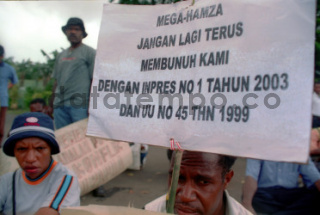 MEGA-HAMZA
JANGAN LAGI TERUS
MEMBUNUH KAMI
DENGAN INPRES NO 1 TAHUN 2003
DAN UU NO 45 THN 1999
datatempo.co